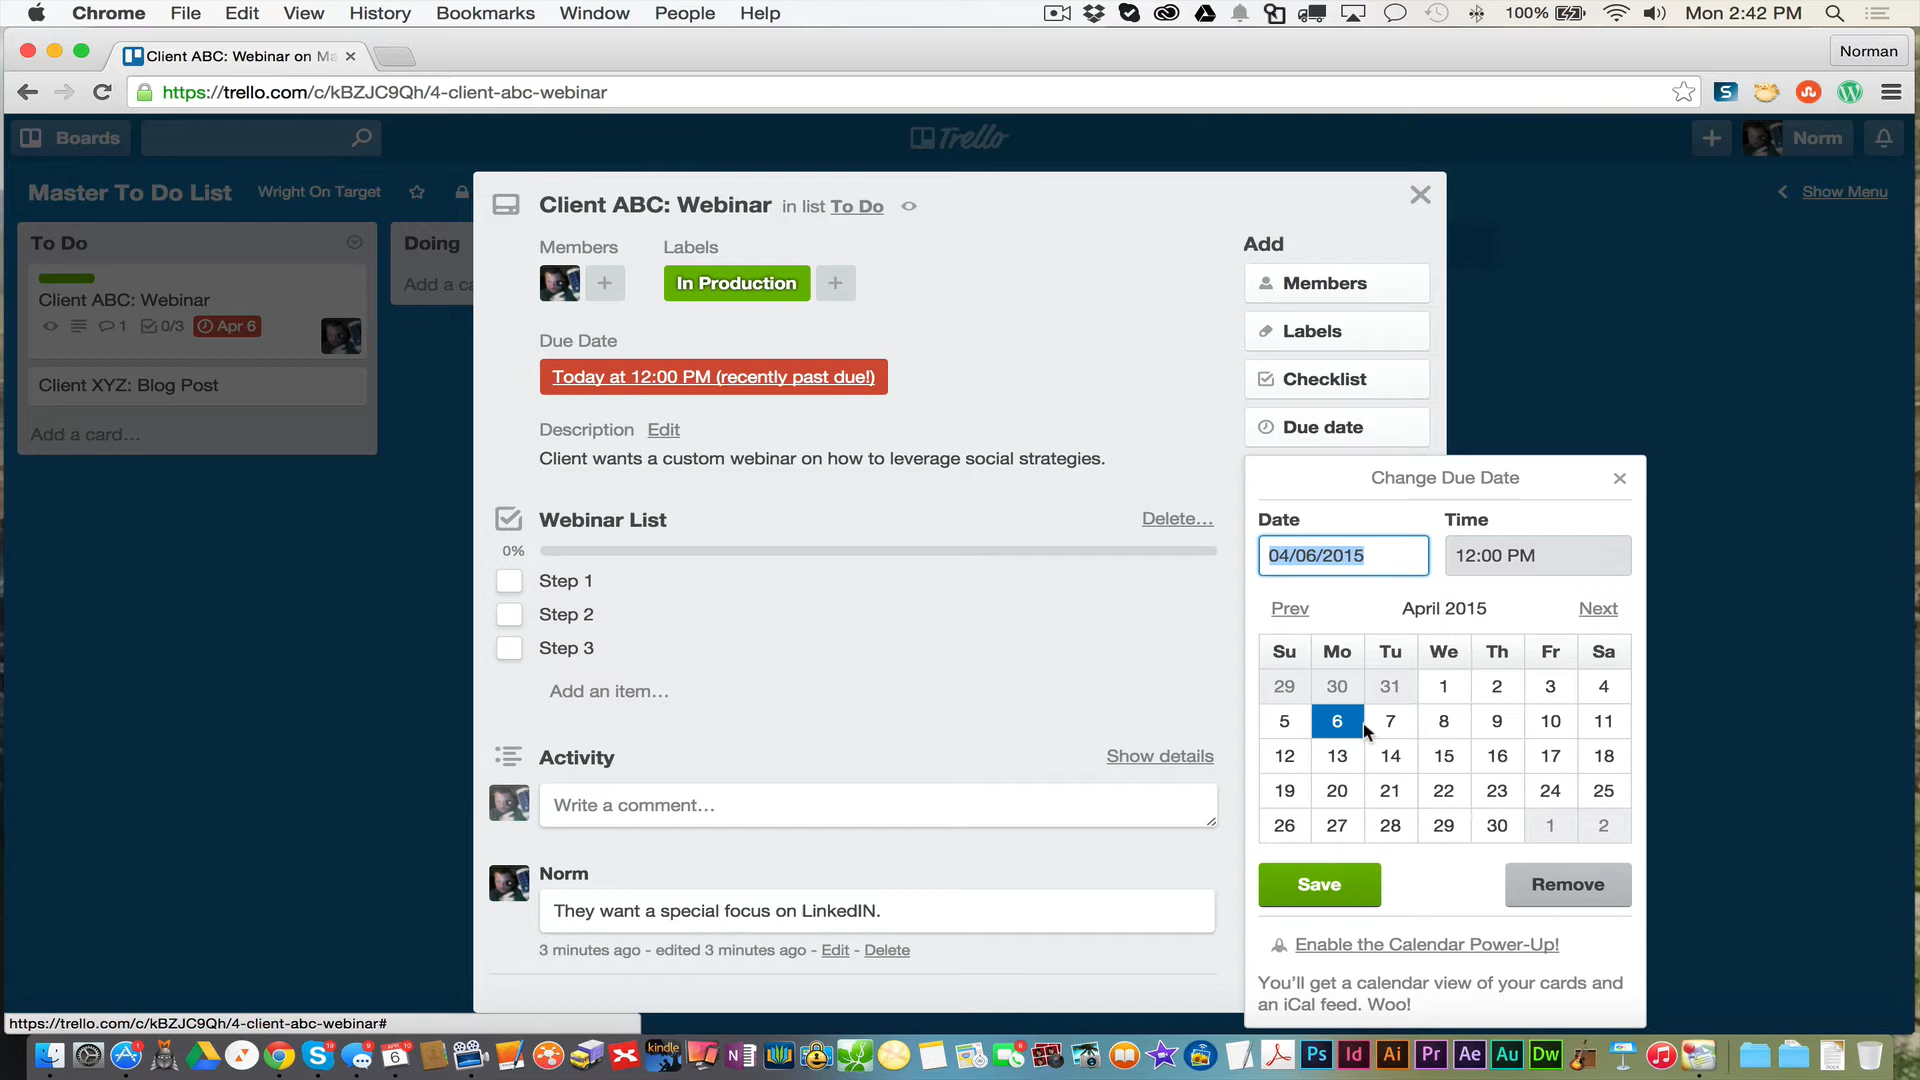 Chrome File Edit View History Bookmarks Window People Help 100% Mon 2:42 PM
Client ABC: Webinar on Ma
Norman
https://trello.com/c/kBZJC9Qh/4-client-abc-webinar
Boards
Trello
Norm
Master To Do List
Wright On Target
Show Menu
To Do
Client ABC: Webinar
1 0/3 Apr 6
Client XYZ: Blog Post
Add a card…
Doing
Add a ca
Client ABC: Webinar in list To Do
Members
Labels
In Production
Due Date
Today at 12:00 PM (recently past due!)
Description Edit
Client wants a custom webinar on how to leverage social strategies.
Webinar List
Delete…
0%
Step 1
Step 2
Step 3
Add an item…
Activity
Show details
Write a comment…
Norm
They want a special focus on LinkedIN.
3 minutes ago - edited 3 minutes ago - Edit - Delete
Add
Members
Labels
Checklist
Due date
Change Due Date
Date Time
04/06/2015 12:00 PM
Prev April 2015 Next
Su Mo Tu We Th Fr Sa
29 30 31 1 2 3 4
5 6 7 8 9 10 11
12 13 14 15 16 17 18
19 20 21 22 23 24 25
26 27 28 29 30 1 2
Save Remove
Enable the Calendar Power-Up!
You'll get a calendar view of your cards and
an iCal feed. Woo!
https://trello.com/c/kBZJC9Qh/4-client-abc-webinar#
kindle
Ps Id Ai Pr Ae Au Dw